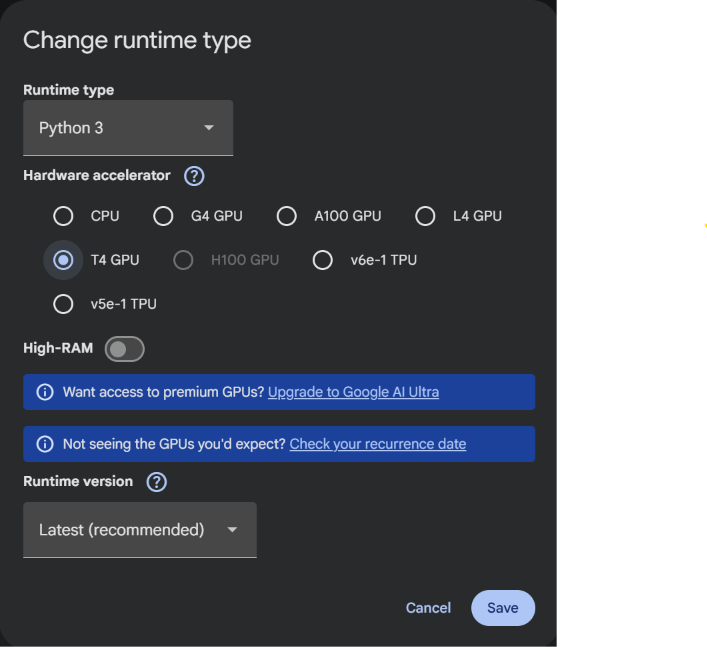 Change runtime type
Runtime type
Python 3
Hardware accelerator ?
CPU G4 GPU A100 GPU L4 GPU
T4 GPU H100 GPU v6e-1 TPU
v5e-1 TPU
High-RAM
Want access to premium GPUs? Upgrade to Google AI Ultra
Not seeing the GPUs you'd expect? Check your recurrence date
Runtime version ?
Latest (recommended)
Cancel Save